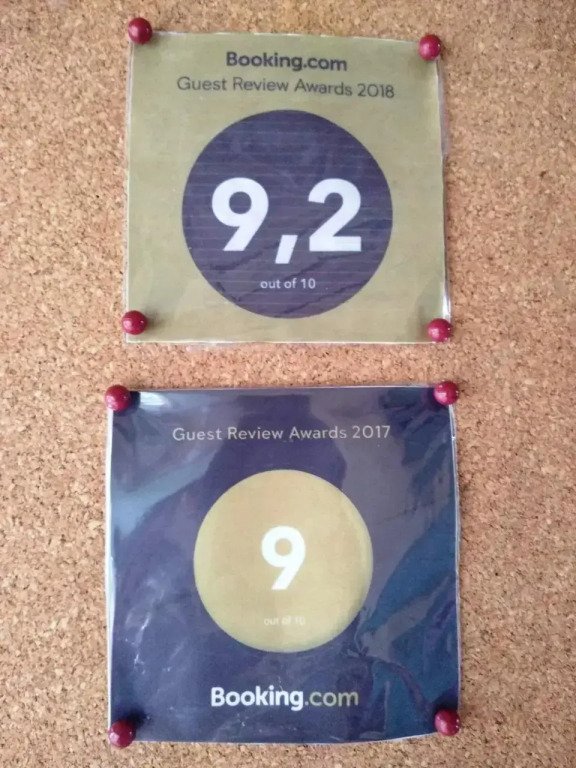 Booking.com
Guest Review Awards 2018
9,2
out of 10
Guest Review Awards 2017
9
out of 10
Booking.com